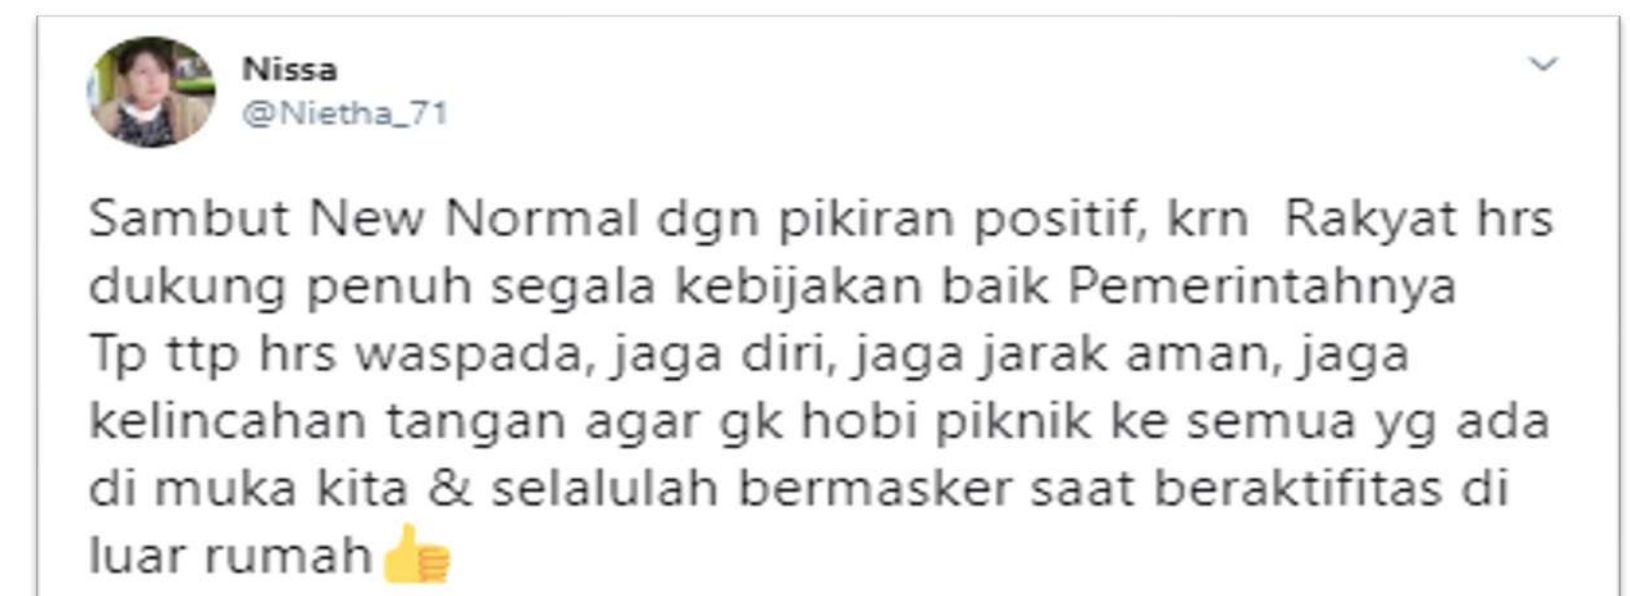 Nissa
@Nietha_71
Sambut New Normal dgn pikiran positif, krn  Rakyat hrs
dukung penuh segala kebijakan baik Pemerintahnya
Tp ttp hrs waspada, jaga diri, jaga jarak aman, jaga
kelincahan tangan agar gk hobi piknik ke semua yg ada
di muka kita & selalulah bermasker saat beraktifitas di
luar rumah👍